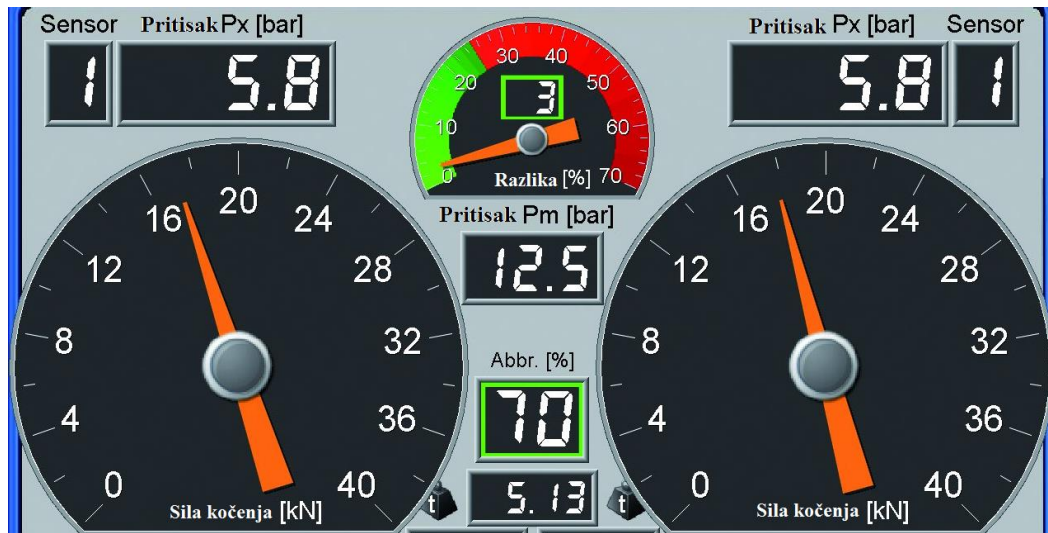 Sensor Pritisak Px [bar]
1 5.8
Pritisak Px [bar] Sensor
5.8 1
0 10 20 30 40 50 60 70
3
Razlika [%]
Pritisak Pm [bar]
12.5
0 4 8 12 16 20 24 28 32 36 40
Sila kočenja [kN]
Abbr. [%]
70
t 5.13 t
0 4 8 12 16 20 24 28 32 36 40
Sila kočenja [kN]